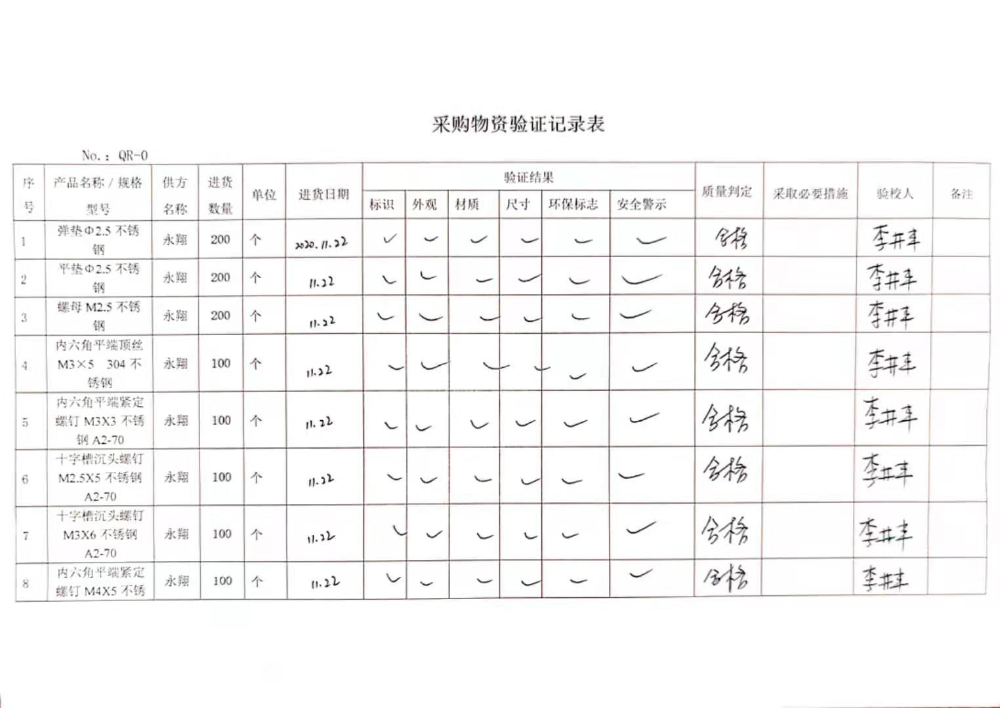 采购物资验证记录表
No.：QR-0
序号 产品名称/规格型号 供方名称 进货数量 单位 进货日期 验证结果 质量判定 采取必要措施 验校人 备注
标识 外观 材质 尺寸 环保标志 安全警示
1 弹垫Φ2.5 不锈钢 永翔 200 个 2020.11.22 ✓ ✓ ✓ ✓ ✓ ✓ 合格 李井丰
2 平垫Φ2.5 不锈钢 永翔 200 个 11.22 ✓ ✓ ✓ ✓ ✓ ✓ 合格 李井丰
3 螺母 M2.5 不锈钢 永翔 200 个 11.22 ✓ ✓ ✓ ✓ ✓ ✓ 合格 李井丰
4 内六角平端顶丝 M3×5 304 不锈钢 永翔 100 个 11.22 ✓ ✓ ✓ ✓ ✓ ✓ 合格 李井丰
5 内六角平端紧定螺钉 M3X3 不锈钢 A2-70 永翔 100 个 11.22 ✓ ✓ ✓ ✓ ✓ ✓ 合格 李井丰
6 十字槽沉头螺钉 M2.5X5 不锈钢 A2-70 永翔 100 个 11.22 ✓ ✓ ✓ ✓ ✓ ✓ 合格 李井丰
7 十字槽沉头螺钉 M3X6 不锈钢 A2-70 永翔 100 个 11.22 ✓ ✓ ✓ ✓ ✓ ✓ 合格 李井丰
8 内六角平端紧定螺钉 M4X5 不锈 永翔 100 个 11.22 ✓ ✓ ✓ ✓ ✓ ✓ 合格 李井丰